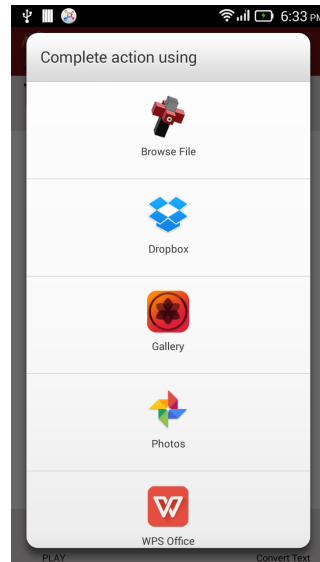 6:33 PM
Complete action using
Browse File
Dropbox
Gallery
Photos
WPS Office
PLAY
Convert Text